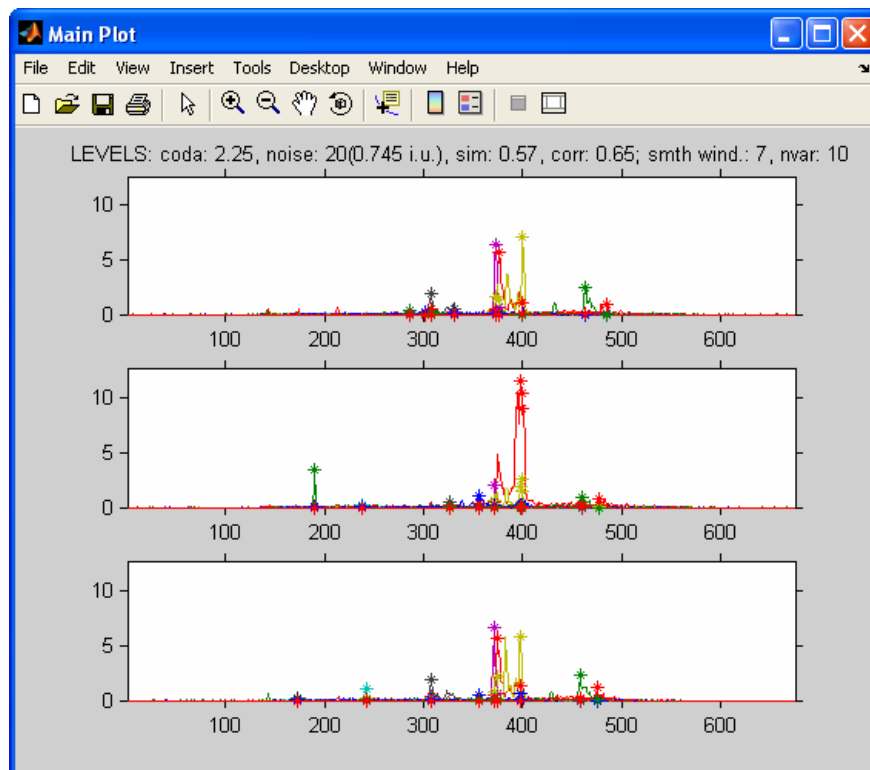 Main Plot
File Edit View Insert Tools Desktop Window Help
LEVELS: coda: 2.25, noise: 20(0.745 i.u.), sim: 0.57, corr: 0.65; smth wind.: 7, nvar: 10
10
5
0
100 200 300 400 500 600
10
5
0
100 200 300 400 500 600
10
5
0
100 200 300 400 500 600